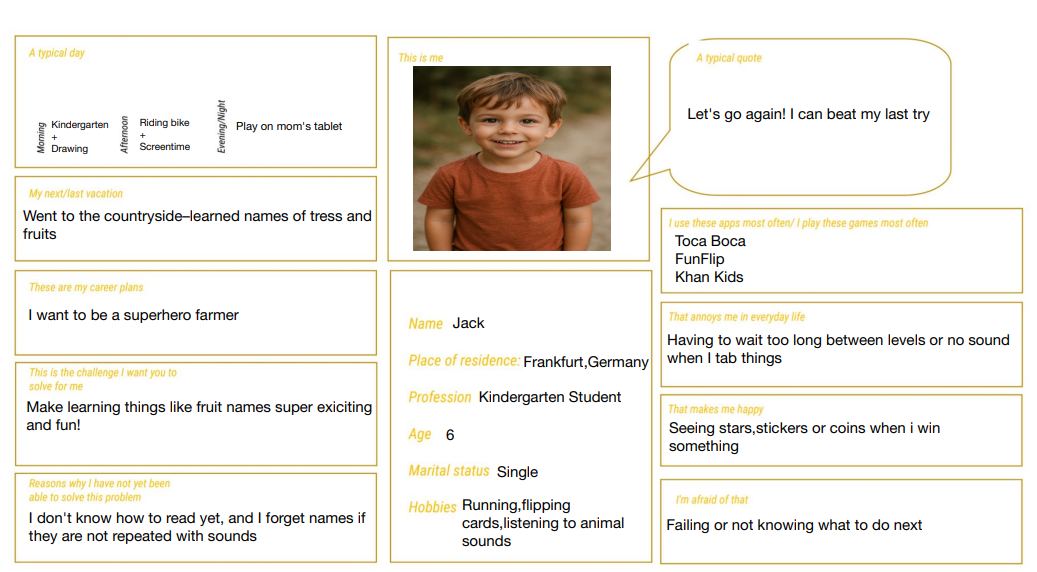 A typical day
Morning
Kindergarten
+
Drawing
Afternoon
Riding bike
+
Screentime
Evening/Night
Play on mom's tablet
My next/last vacation
Went to the countryside–learned names of tress and
fruits
These are my career plans
I want to be a superhero farmer
This is the challenge I want you to
solve for me
Make learning things like fruit names super exiciting
and fun!
Reasons why I have not yet been
able to solve this problem
I don't know how to read yet, and I forget names if
they are not repeated with sounds
This is me
Name Jack
Place of residence: Frankfurt,Germany
Profession Kindergarten Student
Age 6
Marital status Single
Hobbies Running,flipping
cards,listening to animal
sounds
A typical quote
Let's go again! I can beat my last try
I use these apps most often/ I play these games most often
Toca Boca
FunFlip
Khan Kids
That annoys me in everyday life
Having to wait too long between levels or no sound
when I tab things
That makes me happy
Seeing stars,stickers or coins when i win
something
I'm afraid of that
Failing or not knowing what to do next